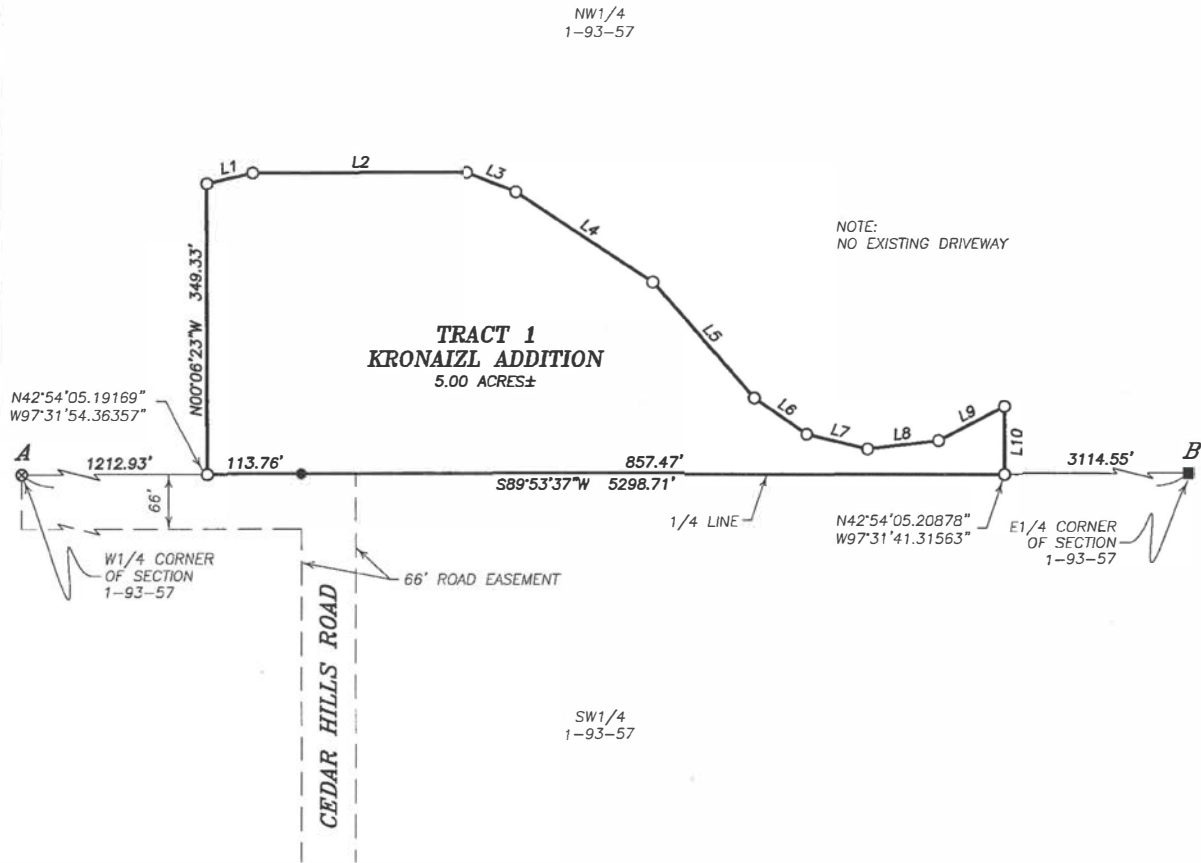 NW1/4
1-93-57
L1
L2
L3
L4
NOTE:
NO EXISTING DRIVEWAY
N00°06'23"W 349.33'
L5
TRACT 1
KRONAIZL ADDITION
5.00 ACRES±
N42°54'05.19169"
W97°31'54.36357"
L6
L7
L8
L9
L10
A
1212.93'
113.76'
857.47'
3114.55'
B
S89°53'37"W 5298.71'
66'
1/4 LINE
N42°54'05.20878"
W97°31'41.31563"
E1/4 CORNER
OF SECTION
1-93-57
W1/4 CORNER
OF SECTION
1-93-57
66' ROAD EASEMENT
CEDAR HILLS ROAD
SW1/4
1-93-57